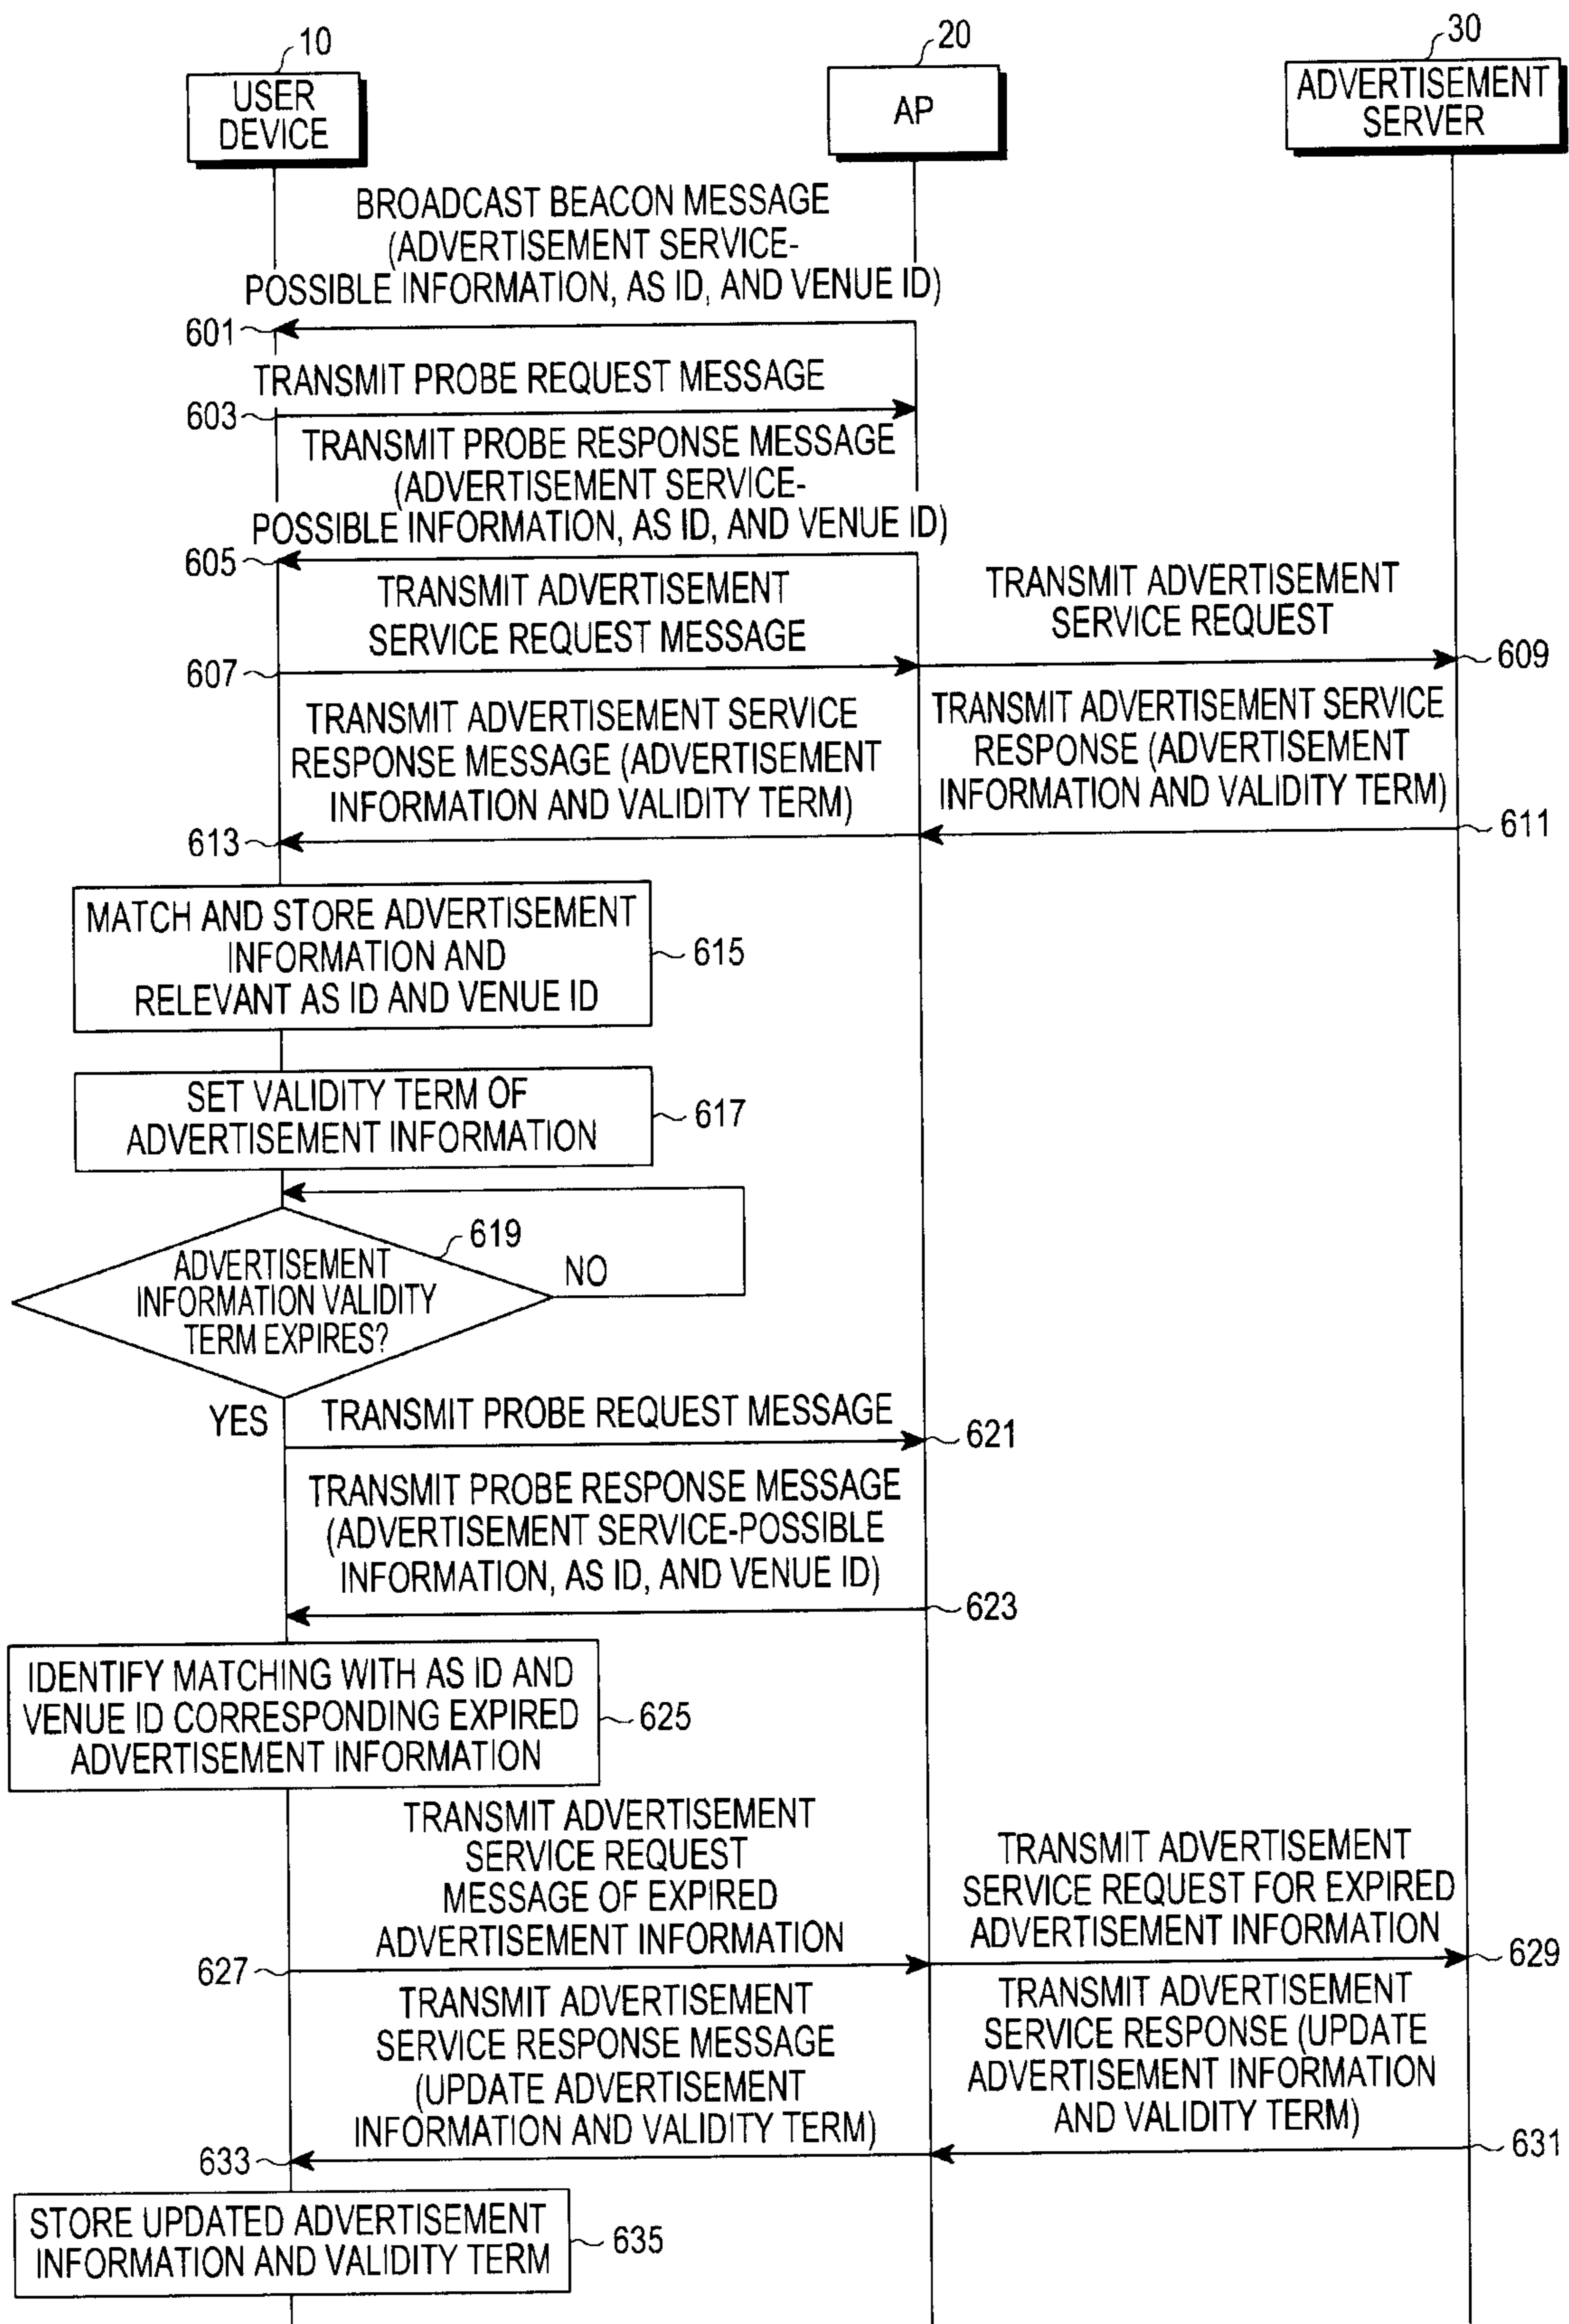 10
20
30
USER
DEVICE
AP
ADVERTISEMENT
SERVER
BROADCAST BEACON MESSAGE
(ADVERTISEMENT SERVICE-
POSSIBLE INFORMATION, AS ID, AND VENUE ID)
601
TRANSMIT PROBE REQUEST MESSAGE
603
TRANSMIT PROBE RESPONSE MESSAGE
(ADVERTISEMENT SERVICE-
POSSIBLE INFORMATION, AS ID, AND VENUE ID)
605
TRANSMIT ADVERTISEMENT
SERVICE REQUEST MESSAGE
607
TRANSMIT ADVERTISEMENT
SERVICE REQUEST
609
TRANSMIT ADVERTISEMENT SERVICE
RESPONSE (ADVERTISEMENT
INFORMATION AND VALIDITY TERM)
611
TRANSMIT ADVERTISEMENT SERVICE
RESPONSE MESSAGE (ADVERTISEMENT
INFORMATION AND VALIDITY TERM)
613
MATCH AND STORE ADVERTISEMENT
INFORMATION AND
RELEVANT AS ID AND VENUE ID
615
SET VALIDITY TERM OF
ADVERTISEMENT INFORMATION
617
619
ADVERTISEMENT
INFORMATION VALIDITY
TERM EXPIRES?
NO
YES
TRANSMIT PROBE REQUEST MESSAGE
621
TRANSMIT PROBE RESPONSE MESSAGE
(ADVERTISEMENT SERVICE-POSSIBLE
INFORMATION, AS ID, AND VENUE ID)
623
IDENTIFY MATCHING WITH AS ID AND
VENUE ID CORRESPONDING EXPIRED
ADVERTISEMENT INFORMATION
625
TRANSMIT ADVERTISEMENT
SERVICE REQUEST
MESSAGE OF EXPIRED
ADVERTISEMENT INFORMATION
627
TRANSMIT ADVERTISEMENT
SERVICE REQUEST FOR EXPIRED
ADVERTISEMENT INFORMATION
629
TRANSMIT ADVERTISEMENT
SERVICE RESPONSE (UPDATE
ADVERTISEMENT INFORMATION
AND VALIDITY TERM)
631
TRANSMIT ADVERTISEMENT
SERVICE RESPONSE MESSAGE
(UPDATE ADVERTISEMENT
INFORMATION AND VALIDITY TERM)
633
STORE UPDATED ADVERTISEMENT
INFORMATION AND VALIDITY TERM
635